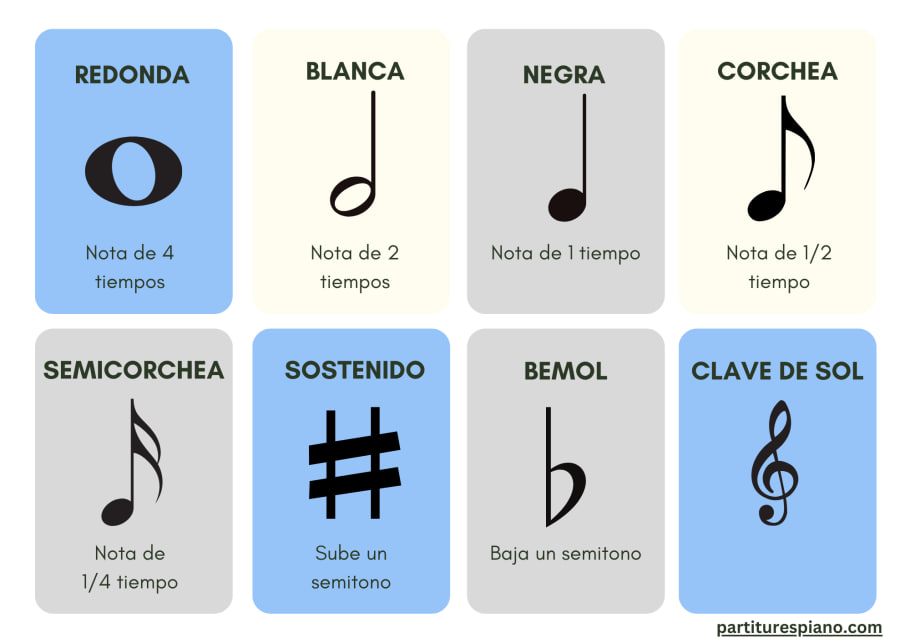 REDONDA
Nota de 4
tiempos
BLANCA
Nota de 2
tiempos
NEGRA
Nota de 1 tiempo
CORCHEA
Nota de 1/2
tiempo
SEMICORCHEA
Nota de
1/4 tiempo
SOSTENIDO
Sube un
semitono
BEMOL
Baja un semitono
CLAVE DE SOL
partiturespiano.com